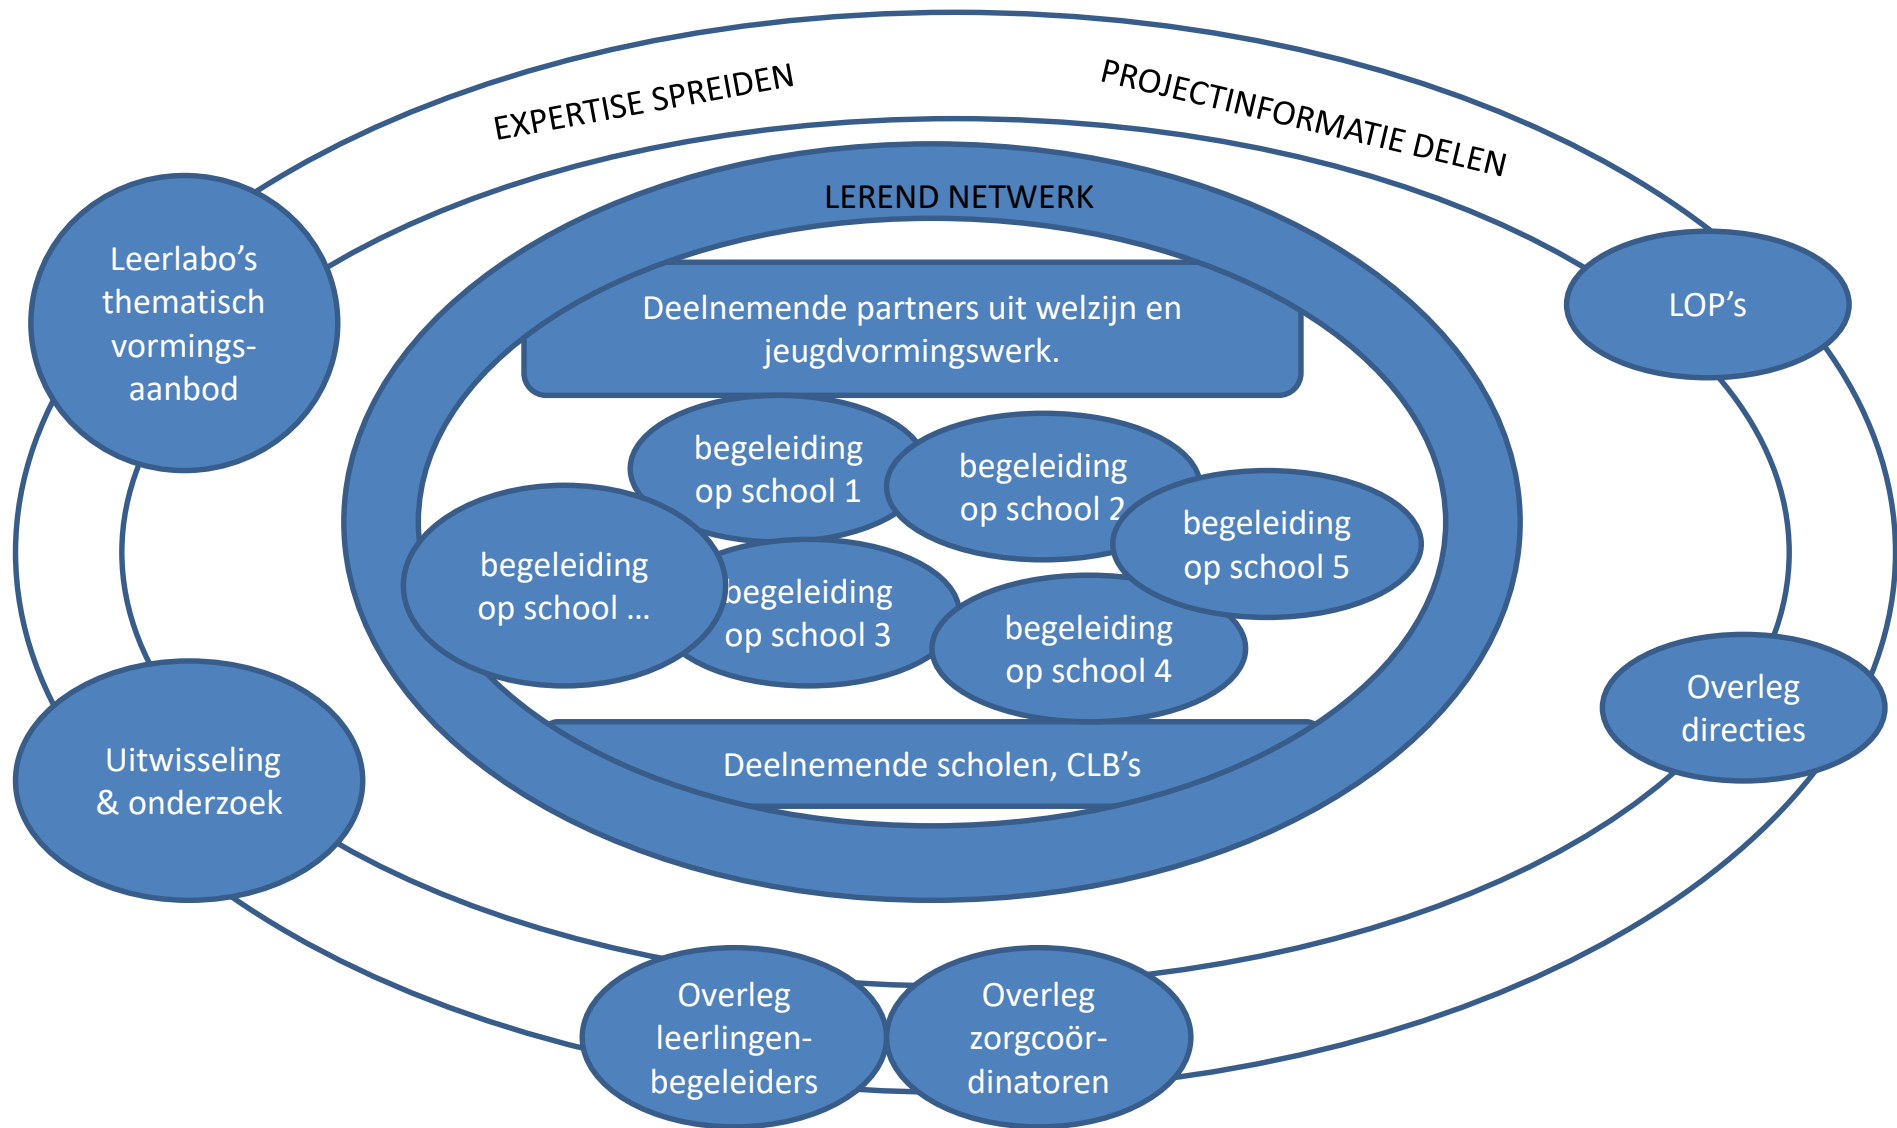 EXPERTISE SPREIDEN
PROJECTINFORMATIE DELEN
LEREND NETWERK
Leerlabo’s
thematisch
vormings-
aanbod
LOP’s
Deelnemende partners uit welzijn en
jeugdvormingswerk.
begeleiding
op school 1
begeleiding
op school 2
begeleiding
op school 5
begeleiding
op school ...
begeleiding
op school 3
begeleiding
op school 4
Overleg
directies
Deelnemende scholen, CLB’s
Uitwisseling
& onderzoek
Overleg
leerlingen-
begeleiders
Overleg
zorgcoör-
dinatoren